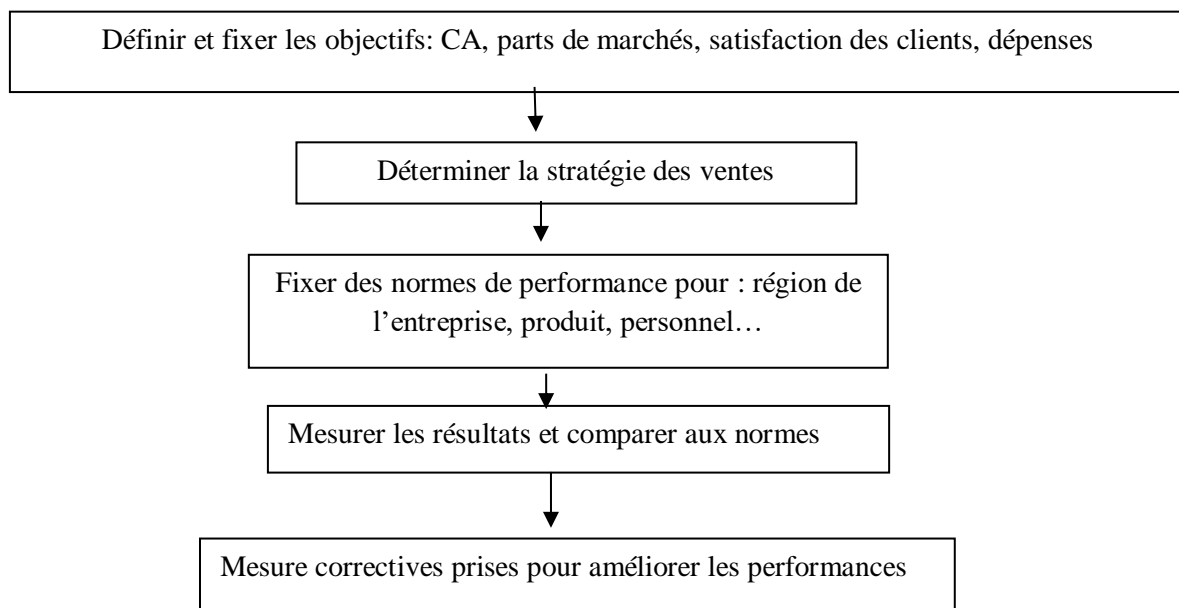 Définir et fixer les objectifs: CA, parts de marchés, satisfaction des clients, dépenses
Déterminer la stratégie des ventes
Fixer des normes de performance pour : région de
l’entreprise, produit, personnel…
Mesurer les résultats et comparer aux normes
Mesure correctives prises pour améliorer les performances